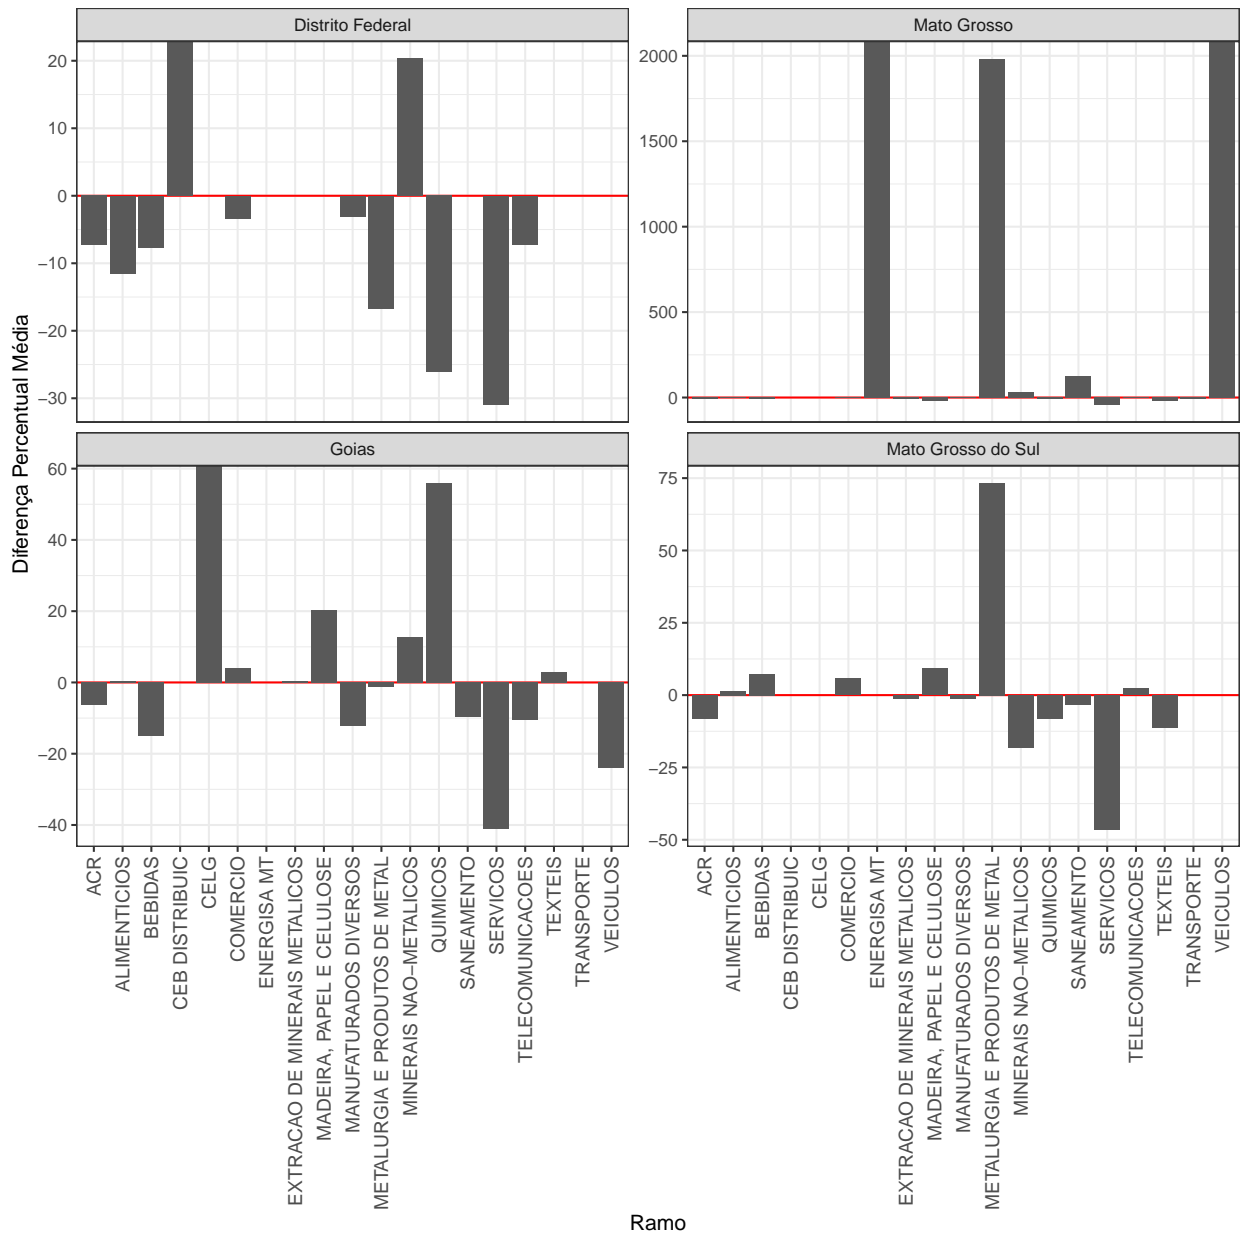 Distrito Federal
Mato Grosso
20
10
0
−10
−20
−30
2000
1500
1000
500
0
Diferença Percentual Média
Goias
Mato Grosso do Sul
60
40
20
0
−20
−40
75
50
25
0
−25
−50
ACR
ALIMENTICIOS
BEBIDAS
CEB DISTRIBUIC
CELG
COMERCIO
ENERGISA MT
EXTRACAO DE MINERAIS METALICOS
MADEIRA, PAPEL E CELULOSE
MANUFATURADOS DIVERSOS
METALURGIA E PRODUTOS DE METAL
MINERAIS NAO−METALICOS
QUIMICOS
SANEAMENTO
SERVICOS
TELECOMUNICACOES
TEXTEIS
TRANSPORTE
VEICULOS
ACR
ALIMENTICIOS
BEBIDAS
CEB DISTRIBUIC
CELG
COMERCIO
ENERGISA MT
EXTRACAO DE MINERAIS METALICOS
MADEIRA, PAPEL E CELULOSE
MANUFATURADOS DIVERSOS
METALURGIA E PRODUTOS DE METAL
MINERAIS NAO−METALICOS
QUIMICOS
SANEAMENTO
SERVICOS
TELECOMUNICACOES
TEXTEIS
TRANSPORTE
VEICULOS
Ramo